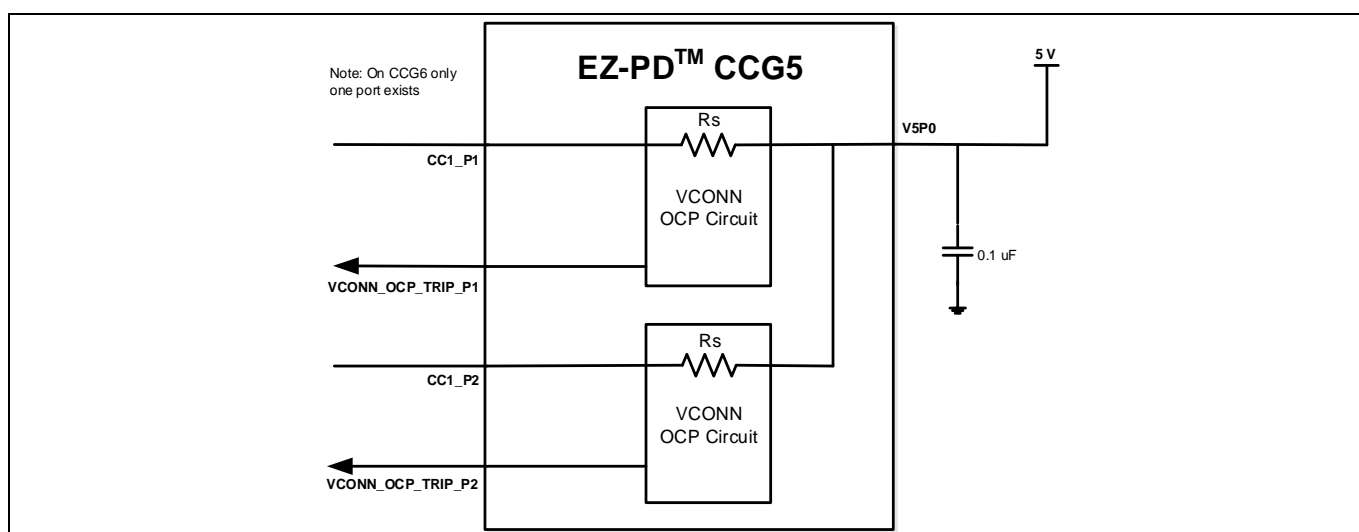 Note: On CCG6 only
one port exists
EZ-PD™ CCG5
5 V
Rs
V5P0
CC1_P1
VCONN
OCP Circuit
0.1 uF
VCONN_OCP_TRIP_P1
Rs
CC1_P2
VCONN
OCP Circuit
VCONN_OCP_TRIP_P2